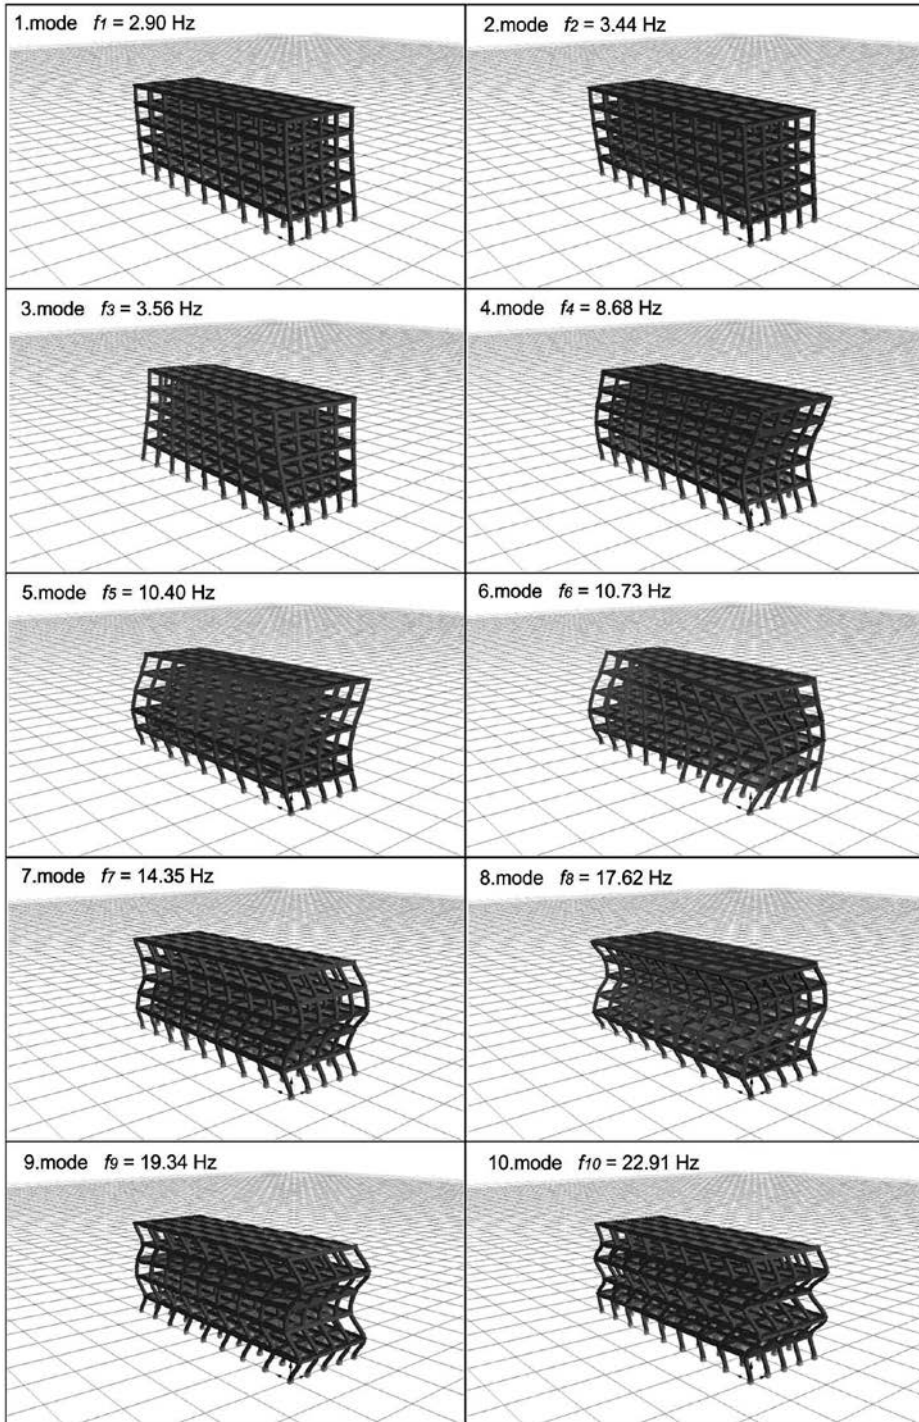 1.mode f1 = 2.90 Hz
2.mode f2 = 3.44 Hz
3.mode f3 = 3.56 Hz
4.mode f4 = 8.68 Hz
5.mode f5 = 10.40 Hz
6.mode f6 = 10.73 Hz
7.mode f7 = 14.35 Hz
8.mode f8 = 17.62 Hz
9.mode f9 = 19.34 Hz
10.mode f10 = 22.91 Hz